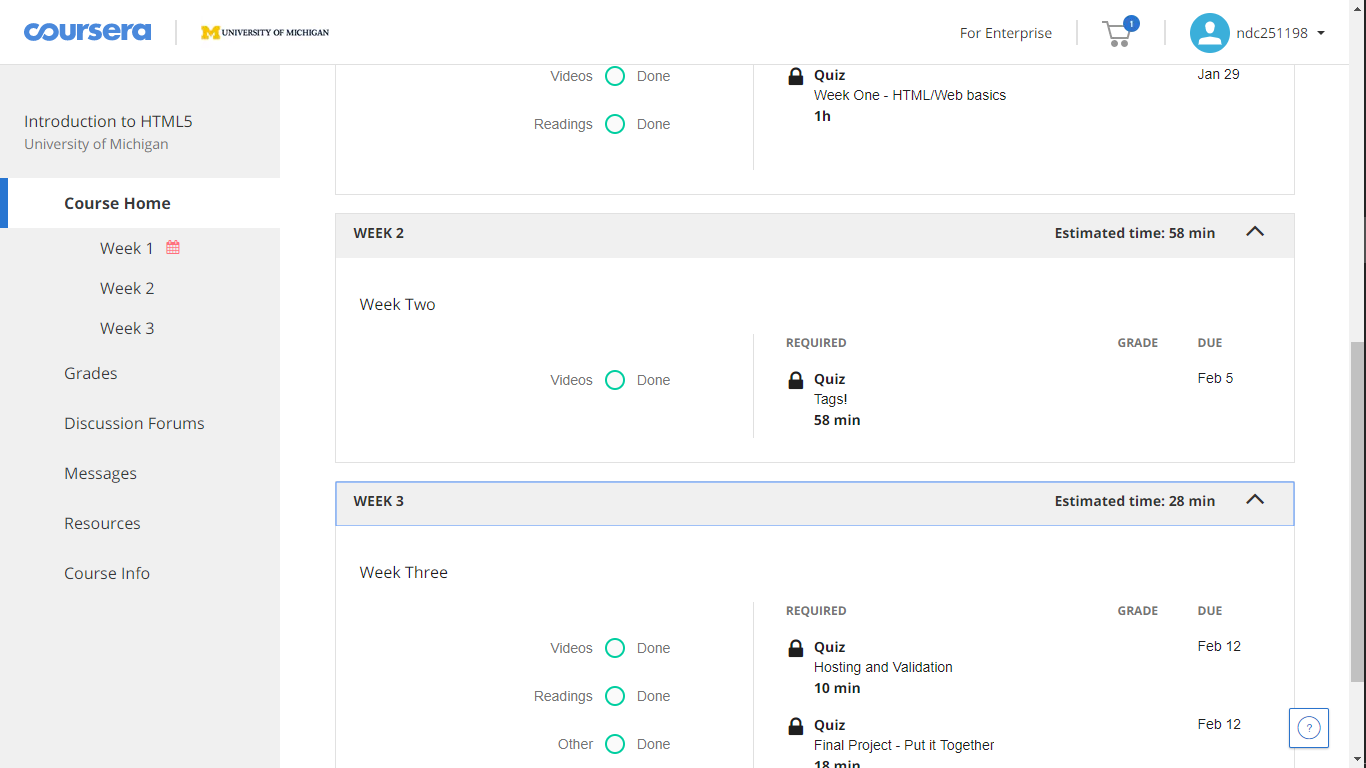 coursera
M UNIVERSITY OF MICHIGAN
For Enterprise
1
ndc251198
Introduction to HTML5
University of Michigan
Course Home
Week 1
Week 2
Week 3
Grades
Discussion Forums
Messages
Resources
Course Info
Videos Done
Readings Done
Quiz Jan 29
Week One - HTML/Web basics
1h
WEEK 2 Estimated time: 58 min
Week Two
REQUIRED GRADE DUE
Videos Done
Quiz Feb 5
Tags!
58 min
WEEK 3 Estimated time: 28 min
Week Three
REQUIRED GRADE DUE
Videos Done
Readings Done
Other Done
Quiz Feb 12
Hosting and Validation
10 min
Quiz Feb 12
Final Project - Put it Together
18 min
?